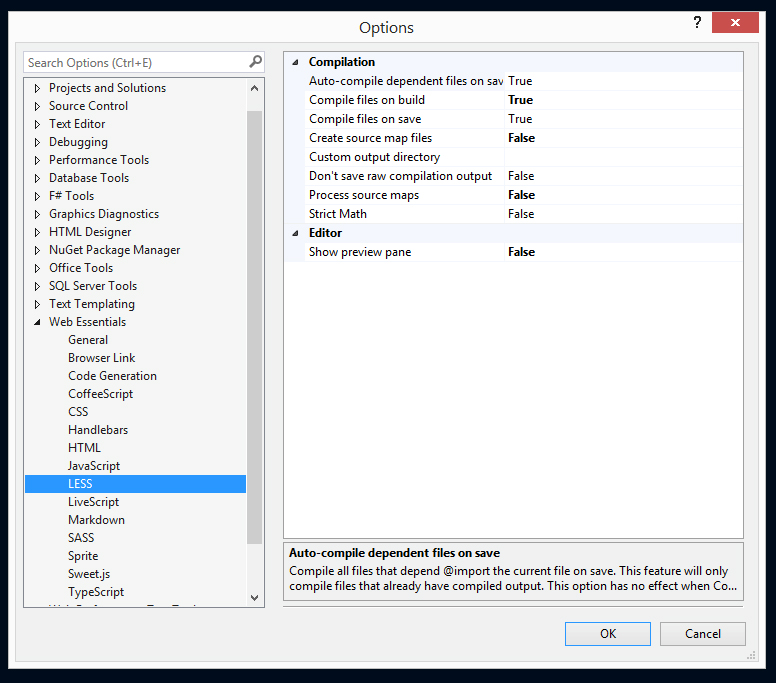 Options
?
Search Options (Ctrl+E)
Projects and Solutions
Source Control
Text Editor
Debugging
Performance Tools
Database Tools
F# Tools
Graphics Diagnostics
HTML Designer
NuGet Package Manager
Office Tools
SQL Server Tools
Text Templating
Web Essentials
General
Browser Link
Code Generation
CoffeeScript
CSS
Handlebars
HTML
JavaScript
LESS
LiveScript
Markdown
SASS
Sprite
Sweet.js
TypeScript
Compilation
Auto-compile dependent files on sav True
Compile files on build True
Compile files on save True
Create source map files False
Custom output directory
Don't save raw compilation output False
Process source maps False
Strict Math False
Editor
Show preview pane False
Auto-compile dependent files on save
Compile all files that depend @import the current file on save. This feature will only
compile files that already have compiled output. This option has no effect when Co...
OK
Cancel